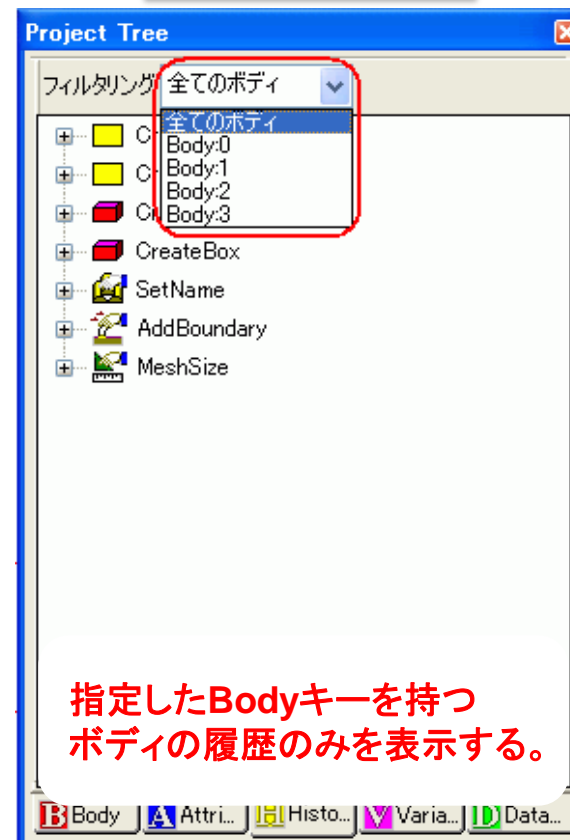 Project Tree
フィルタリング 全てのボディ
全てのボディ
Body:0
Body:1
Body:2
Body:3
C
C
Cr
CreateBox
SetName
AddBoundary
MeshSize
指定したBodyキーを持つ
ボディの履歴のみを表示する。
B Body A Attri... H Histo... V Varia... D Data...